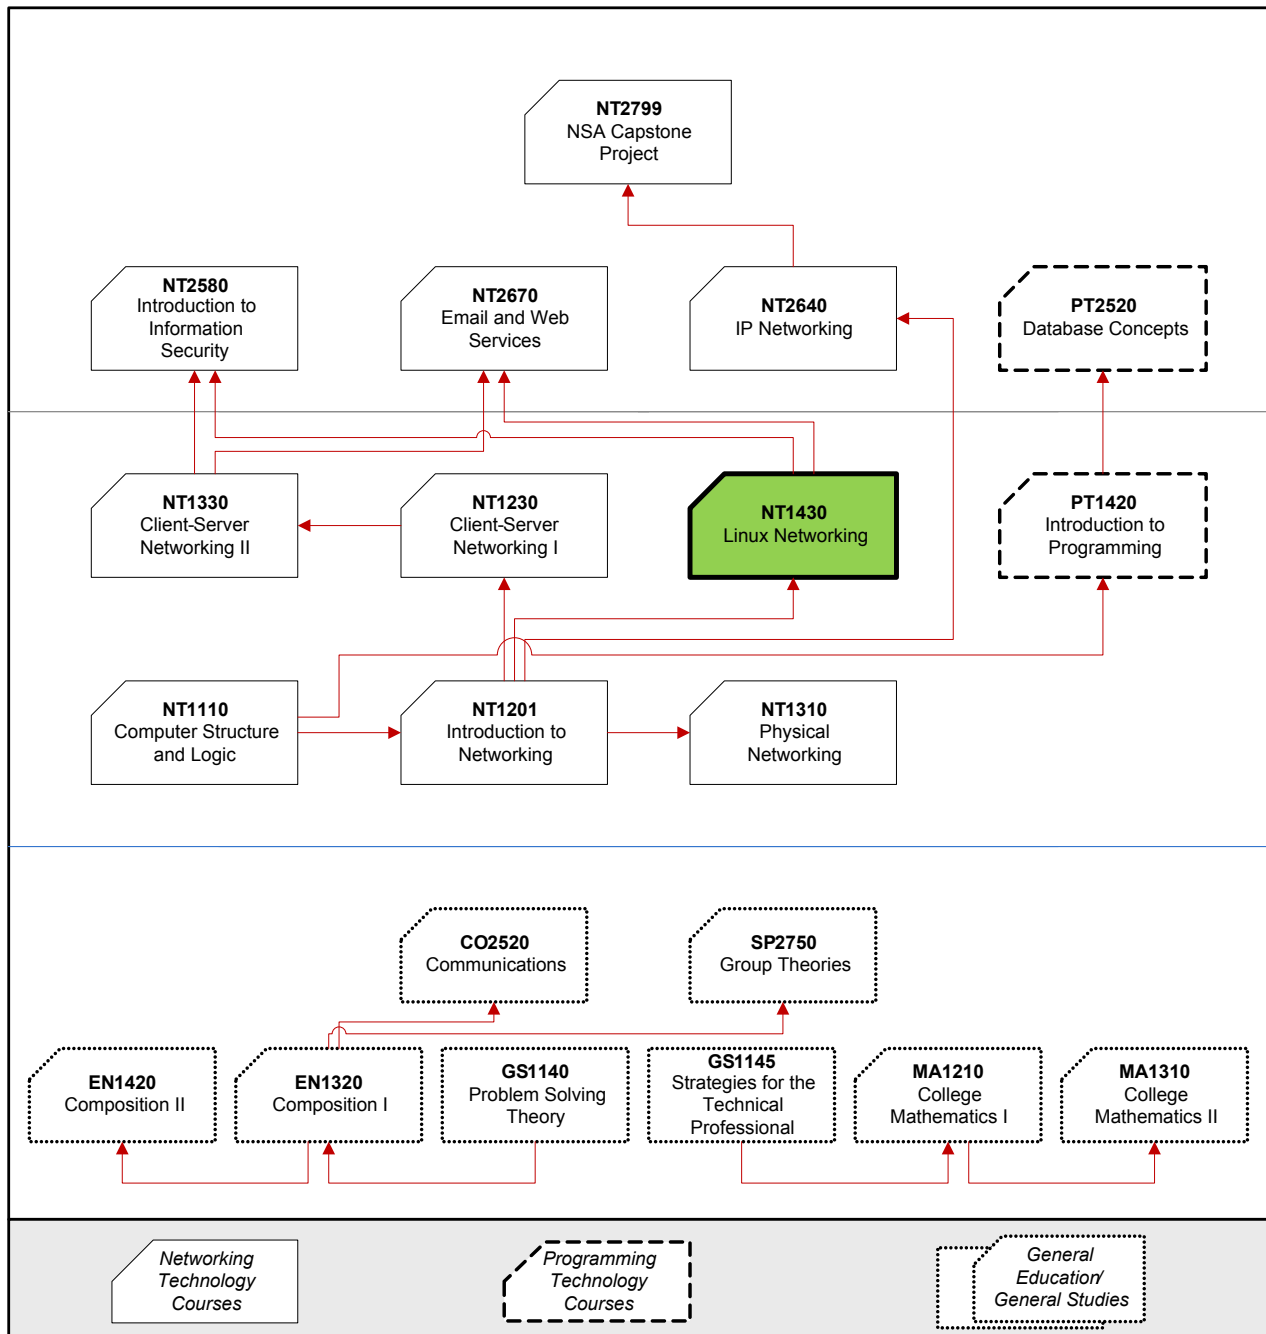 NT2799
NSA Capstone
Project
NT2580
Introduction to
Information
Security
NT2670
Email and Web
Services
NT2640
IP Networking
PT2520
Database Concepts
NT1330
Client-Server
Networking II
NT1230
Client-Server
Networking I
NT1430
Linux Networking
PT1420
Introduction to
Programming
NT1110
Computer Structure
and Logic
NT1201
Introduction to
Networking
NT1310
Physical
Networking
CO2520
Communications
SP2750
Group Theories
EN1420
Composition II
EN1320
Composition I
GS1140
Problem Solving
Theory
GS1145
Strategies for the
Technical
Professional
MA1210
College
Mathematics I
MA1310
College
Mathematics II
Networking
Technology
Courses
Programming
Technology
Courses
General
Education/
General Studies